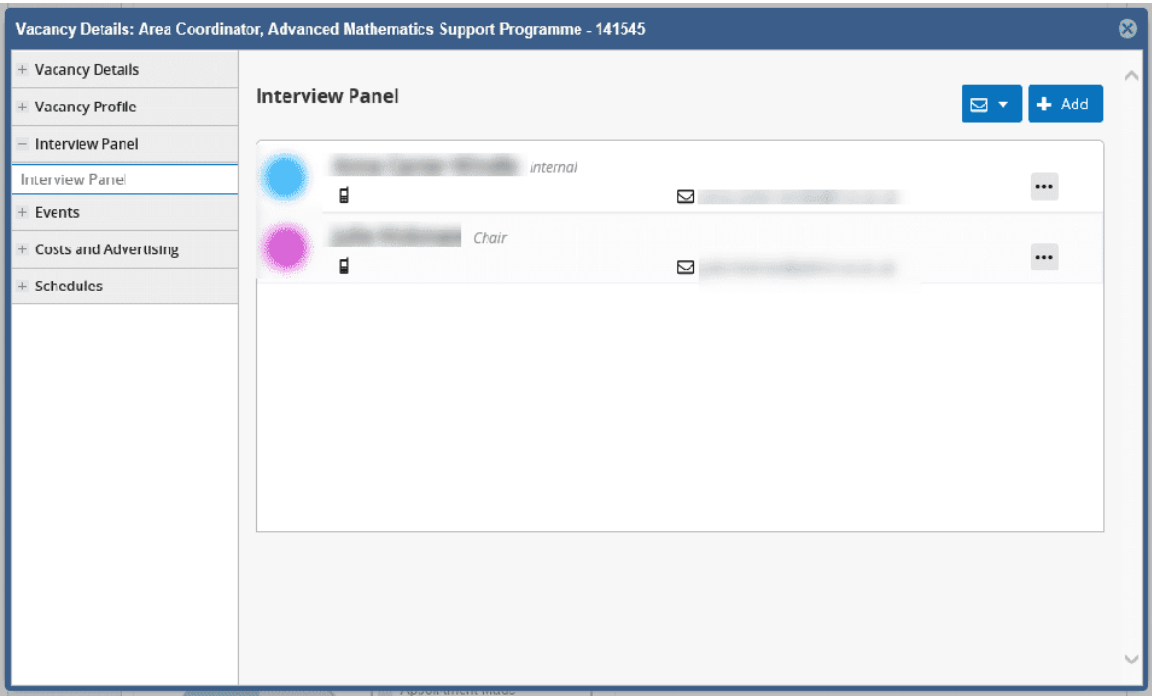 Vacancy Details: Area Coordinator, Advanced Mathematics Support Programme - 141545
+ Vacancy Details
+ Vacancy Profile
− Interview Panel
Interview Panel
+ Events
+ Costs and Advertising
+ Schedules
Interview Panel
+ Add
internal
Chair